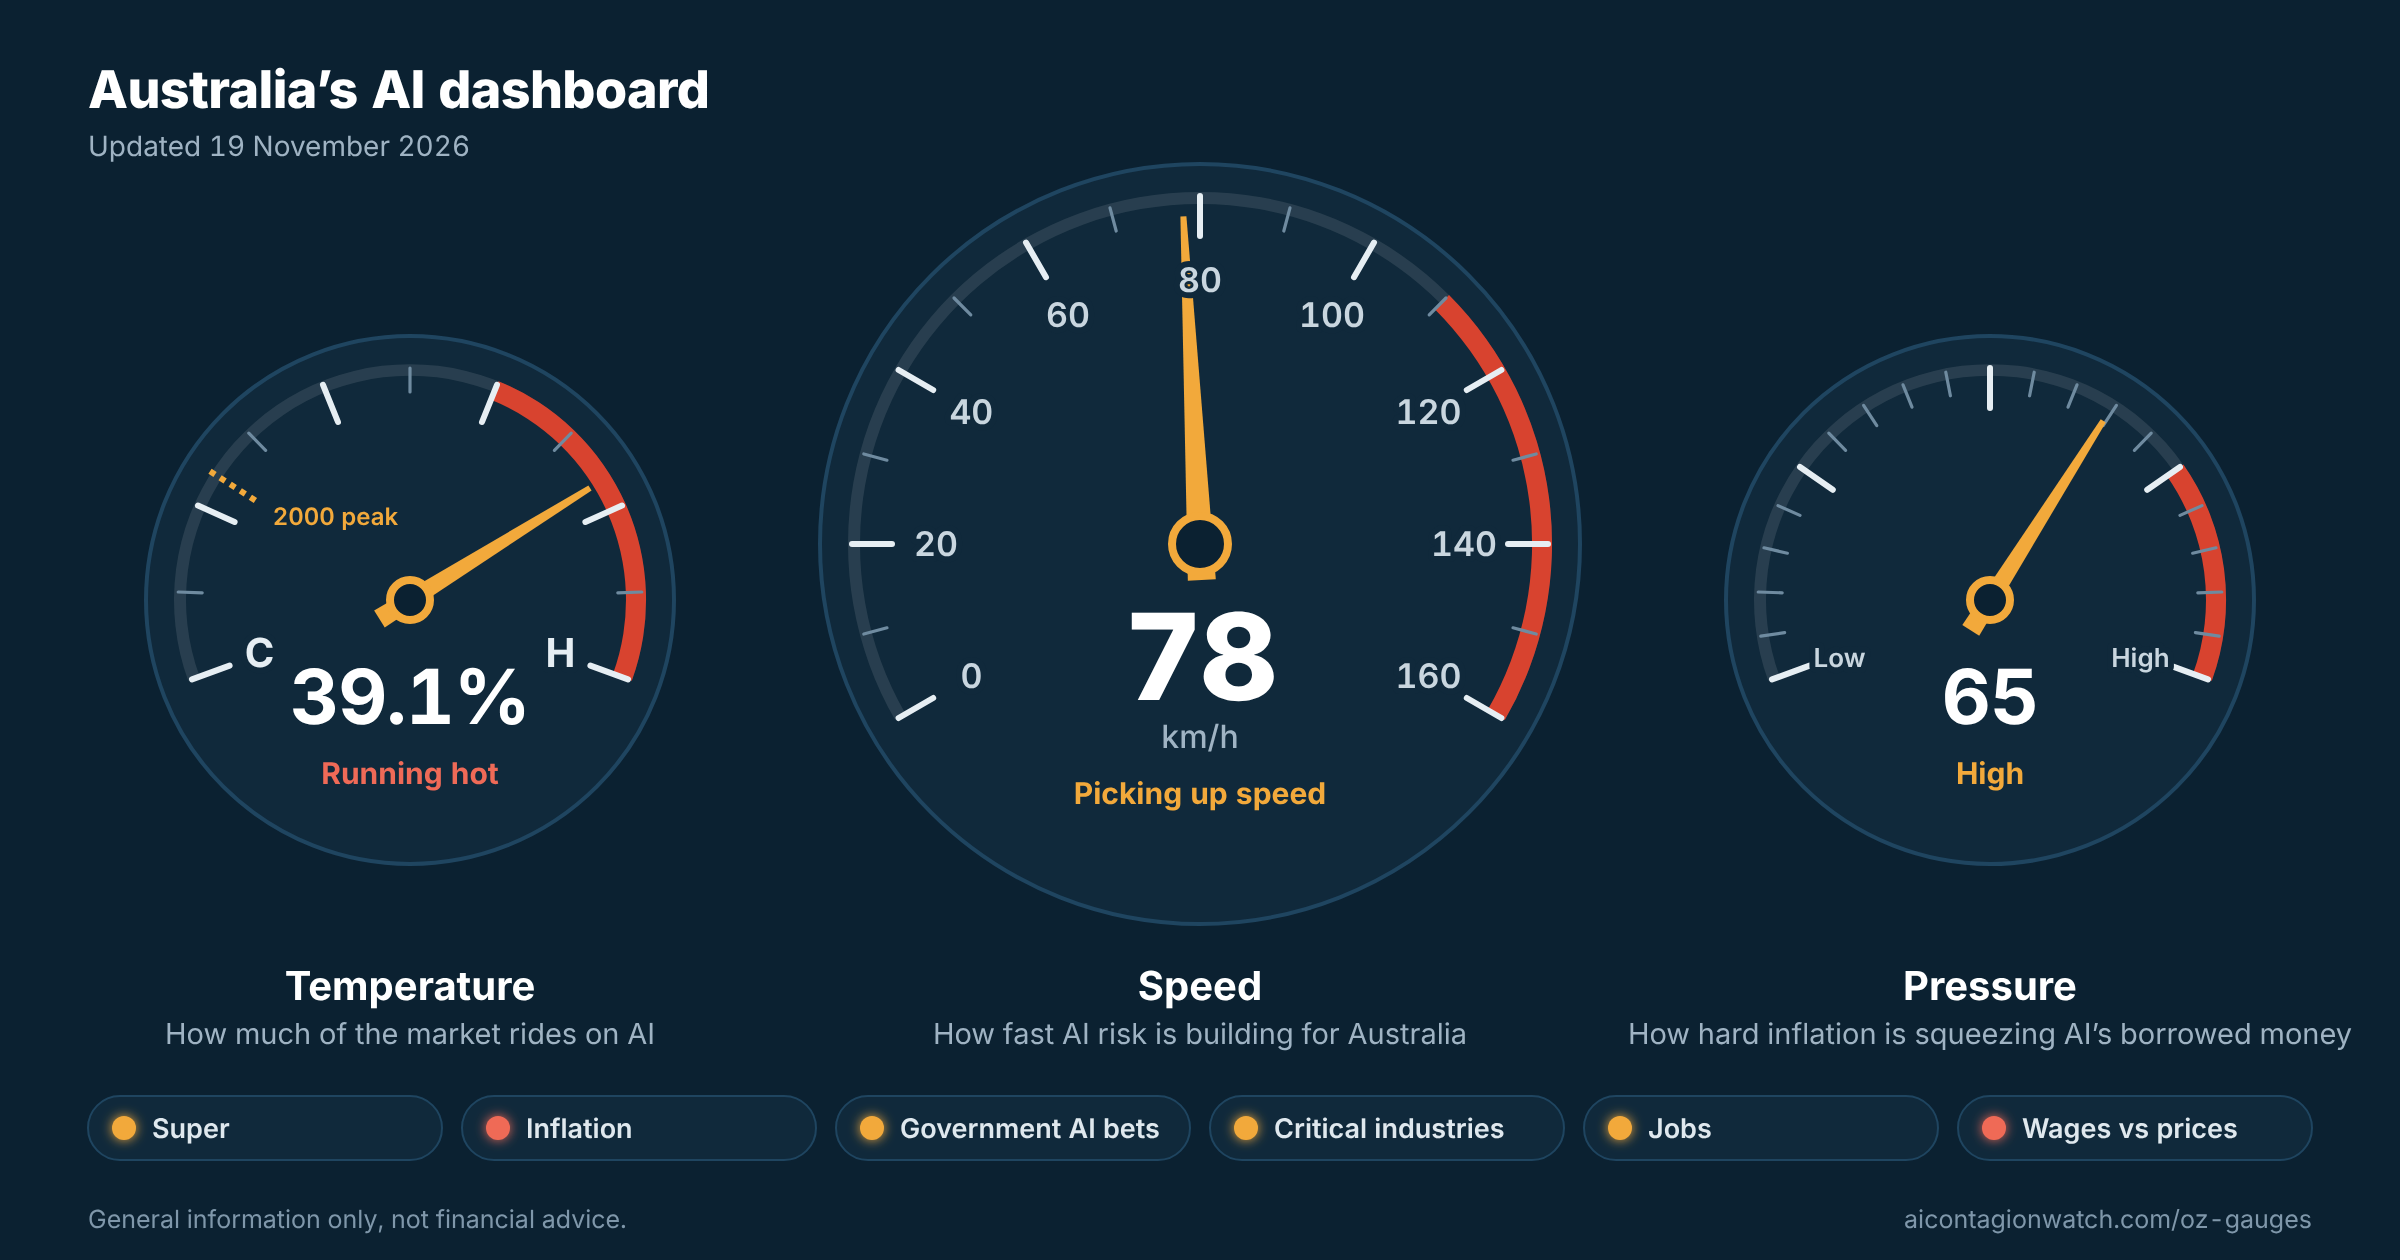 Australia’s AI dashboard
Updated 19 November 2026
2000 peak
C
H
39.1%
Running hot
0
20
40
60
80
100
120
140
160
78
km/h
Picking up speed
Low
High
65
High
Temperature
How much of the market rides on AI
Speed
How fast AI risk is building for Australia
Pressure
How hard inflation is squeezing AI’s borrowed money
Super
Inflation
Government AI bets
Critical industries
Jobs
Wages vs prices
General information only, not financial advice.
aicontagionwatch.com/oz-gauges